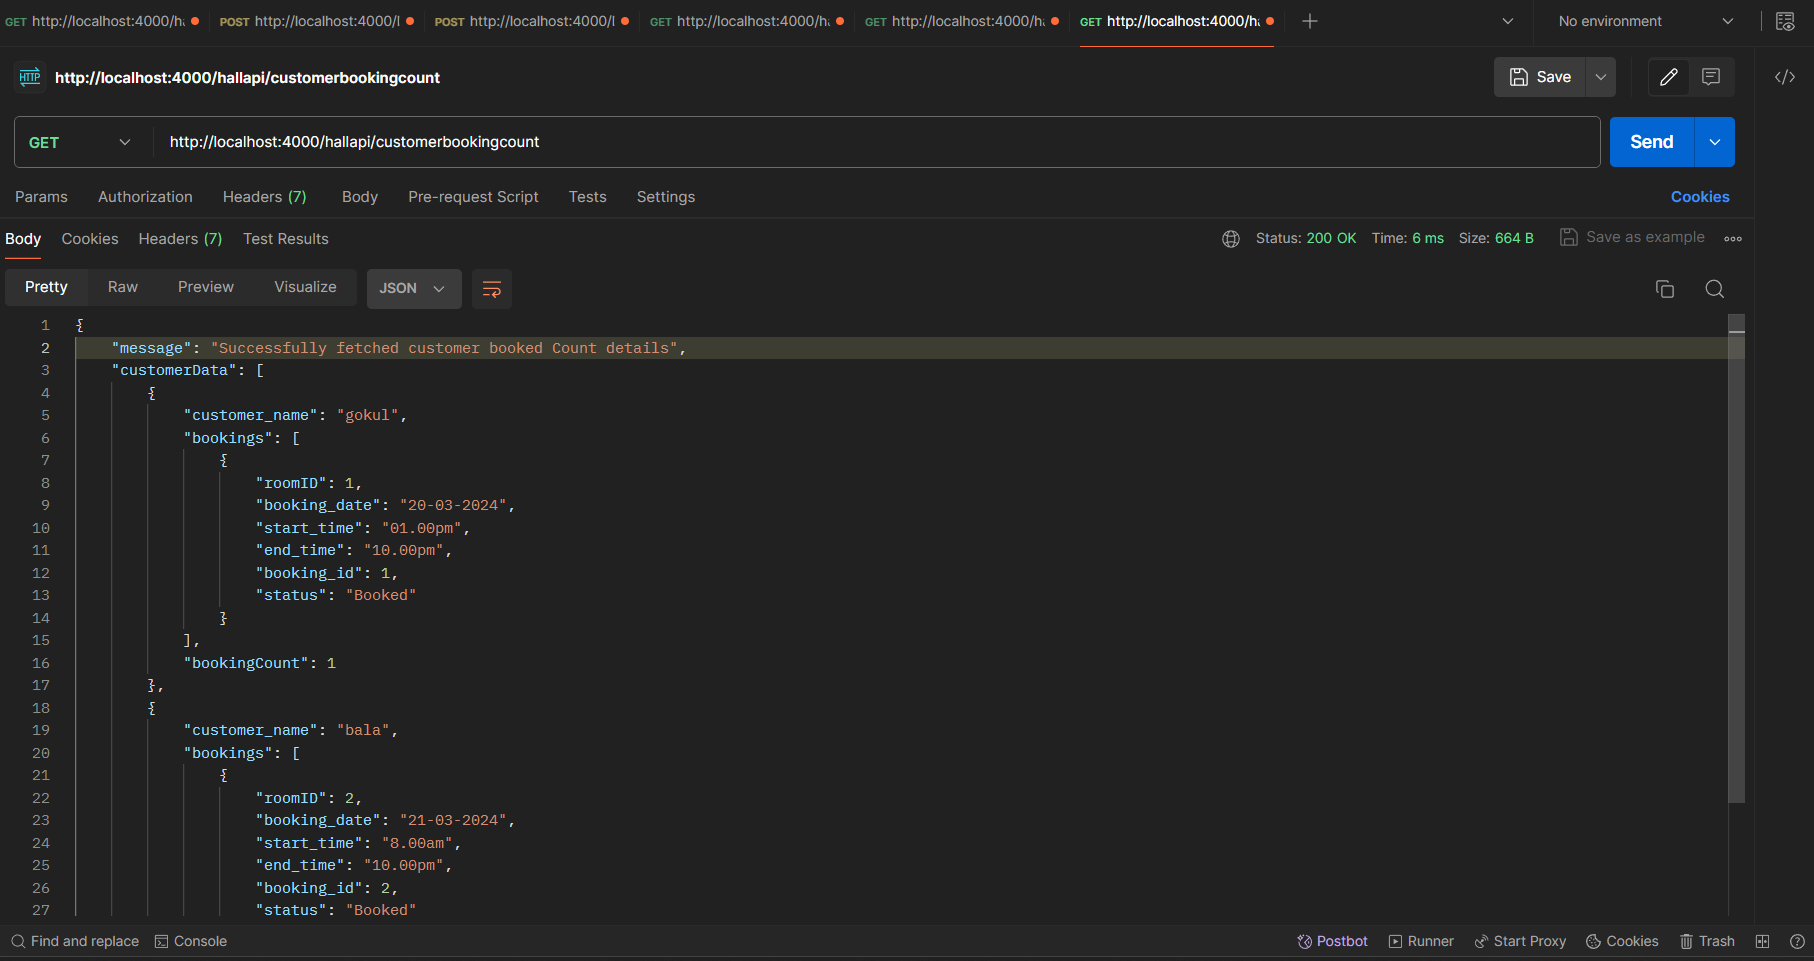 GET http://localhost:4000/ha POST http://localhost:4000/l POST http://localhost:4000/l GET http://localhost:4000/ha GET http://localhost:4000/ha GET http://localhost:4000/ha No environment
HTTP http://localhost:4000/hallapi/customerbookingcount Save
GET http://localhost:4000/hallapi/customerbookingcount Send
Params Authorization Headers (7) Body Pre-request Script Tests Settings Cookies
Body Cookies Headers (7) Test Results Status: 200 OK Time: 6 ms Size: 664 B Save as example
Pretty Raw Preview Visualize JSON
1 {
2 "message": "Successfully fetched customer booked Count details",
3 "customerData": [
4 {
5 "customer_name": "gokul",
6 "bookings": [
7 {
8 "roomID": 1,
9 "booking_date": "20-03-2024",
10 "start_time": "01.00pm",
11 "end_time": "10.00pm",
12 "booking_id": 1,
13 "status": "Booked"
14 }
15 ],
16 "bookingCount": 1
17 },
18 {
19 "customer_name": "bala",
20 "bookings": [
21 {
22 "roomID": 2,
23 "booking_date": "21-03-2024",
24 "start_time": "8.00am",
25 "end_time": "10.00pm",
26 "booking_id": 2,
27 "status": "Booked"
Find and replace Console Postbot Runner Start Proxy Cookies Trash